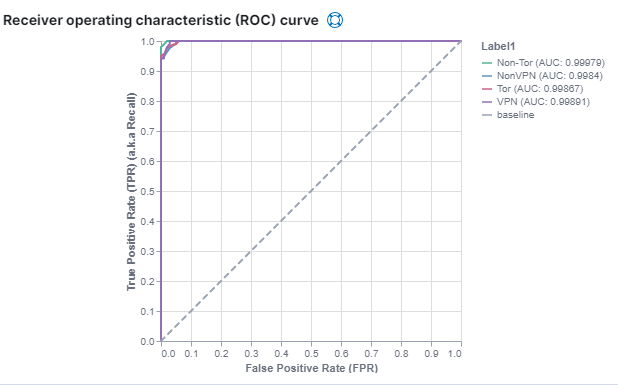 Receiver operating characteristic (ROC) curve
Label1
Non-Tor (AUC: 0.99979)
NonVPN (AUC: 0.9984)
Tor (AUC: 0.99867)
VPN (AUC: 0.99891)
baseline
True Positive Rate (TPR) (a.k.a Recall)
1.0
0.9
0.8
0.7
0.6
0.5
0.4
0.3
0.2
0.1
0.0
0.0 0.1 0.2 0.3 0.4 0.5 0.6 0.7 0.8 0.9 1.0
False Positive Rate (FPR)